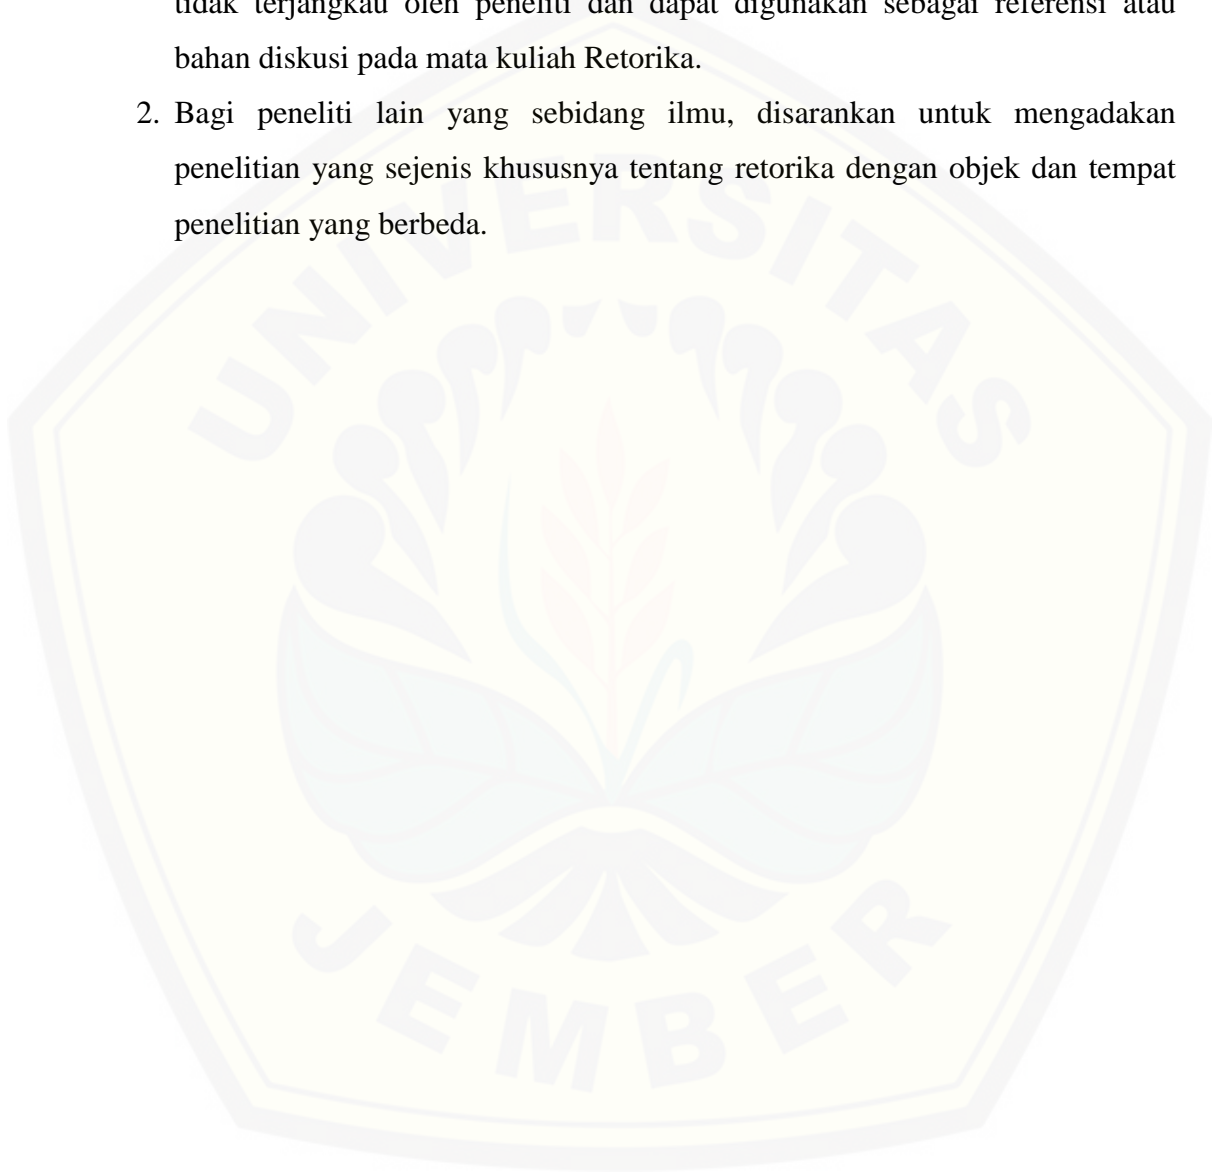 tidak terjangkau oleh peneliti dan dapat digunakan sebagai referensi atau
bahan diskusi pada mata kuliah Retorika.
2. Bagi peneliti lain yang sebidang ilmu, disarankan untuk mengadakan
penelitian yang sejenis khususnya tentang retorika dengan objek dan tempat
penelitian yang berbeda.
UNIVERSITAS
JEMBER